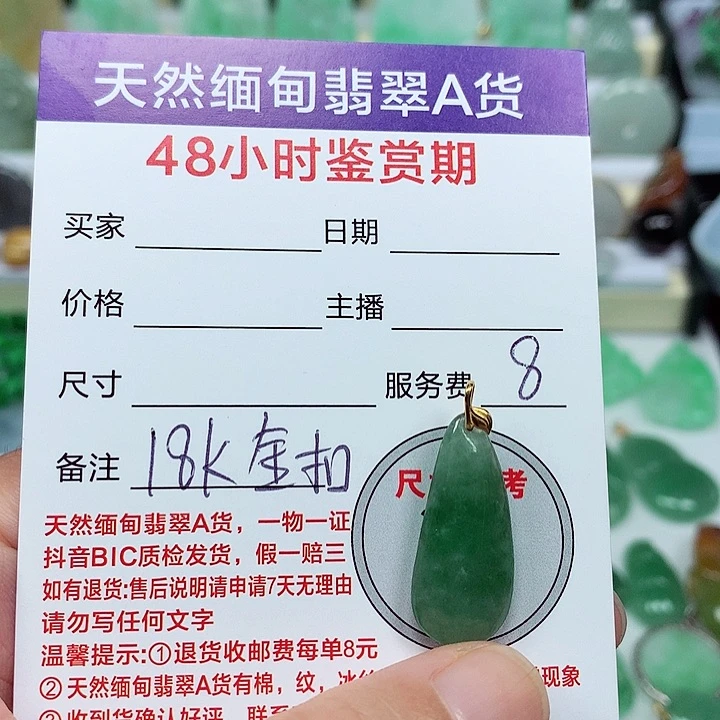 天然缅甸翡翠A货
48小时鉴赏期
买家 日期
价格 主播
尺寸 服务费 8
备注 18K金扣
尺 考
天然缅甸翡翠A货，一物一证
抖音BIC质检发货，假一赔三
如有退货:售后说明请申请7天无理由
请勿写任何文字
温馨提示:①退货收邮费每单8元
②天然缅甸翡翠A货有棉，纹，冰 现象